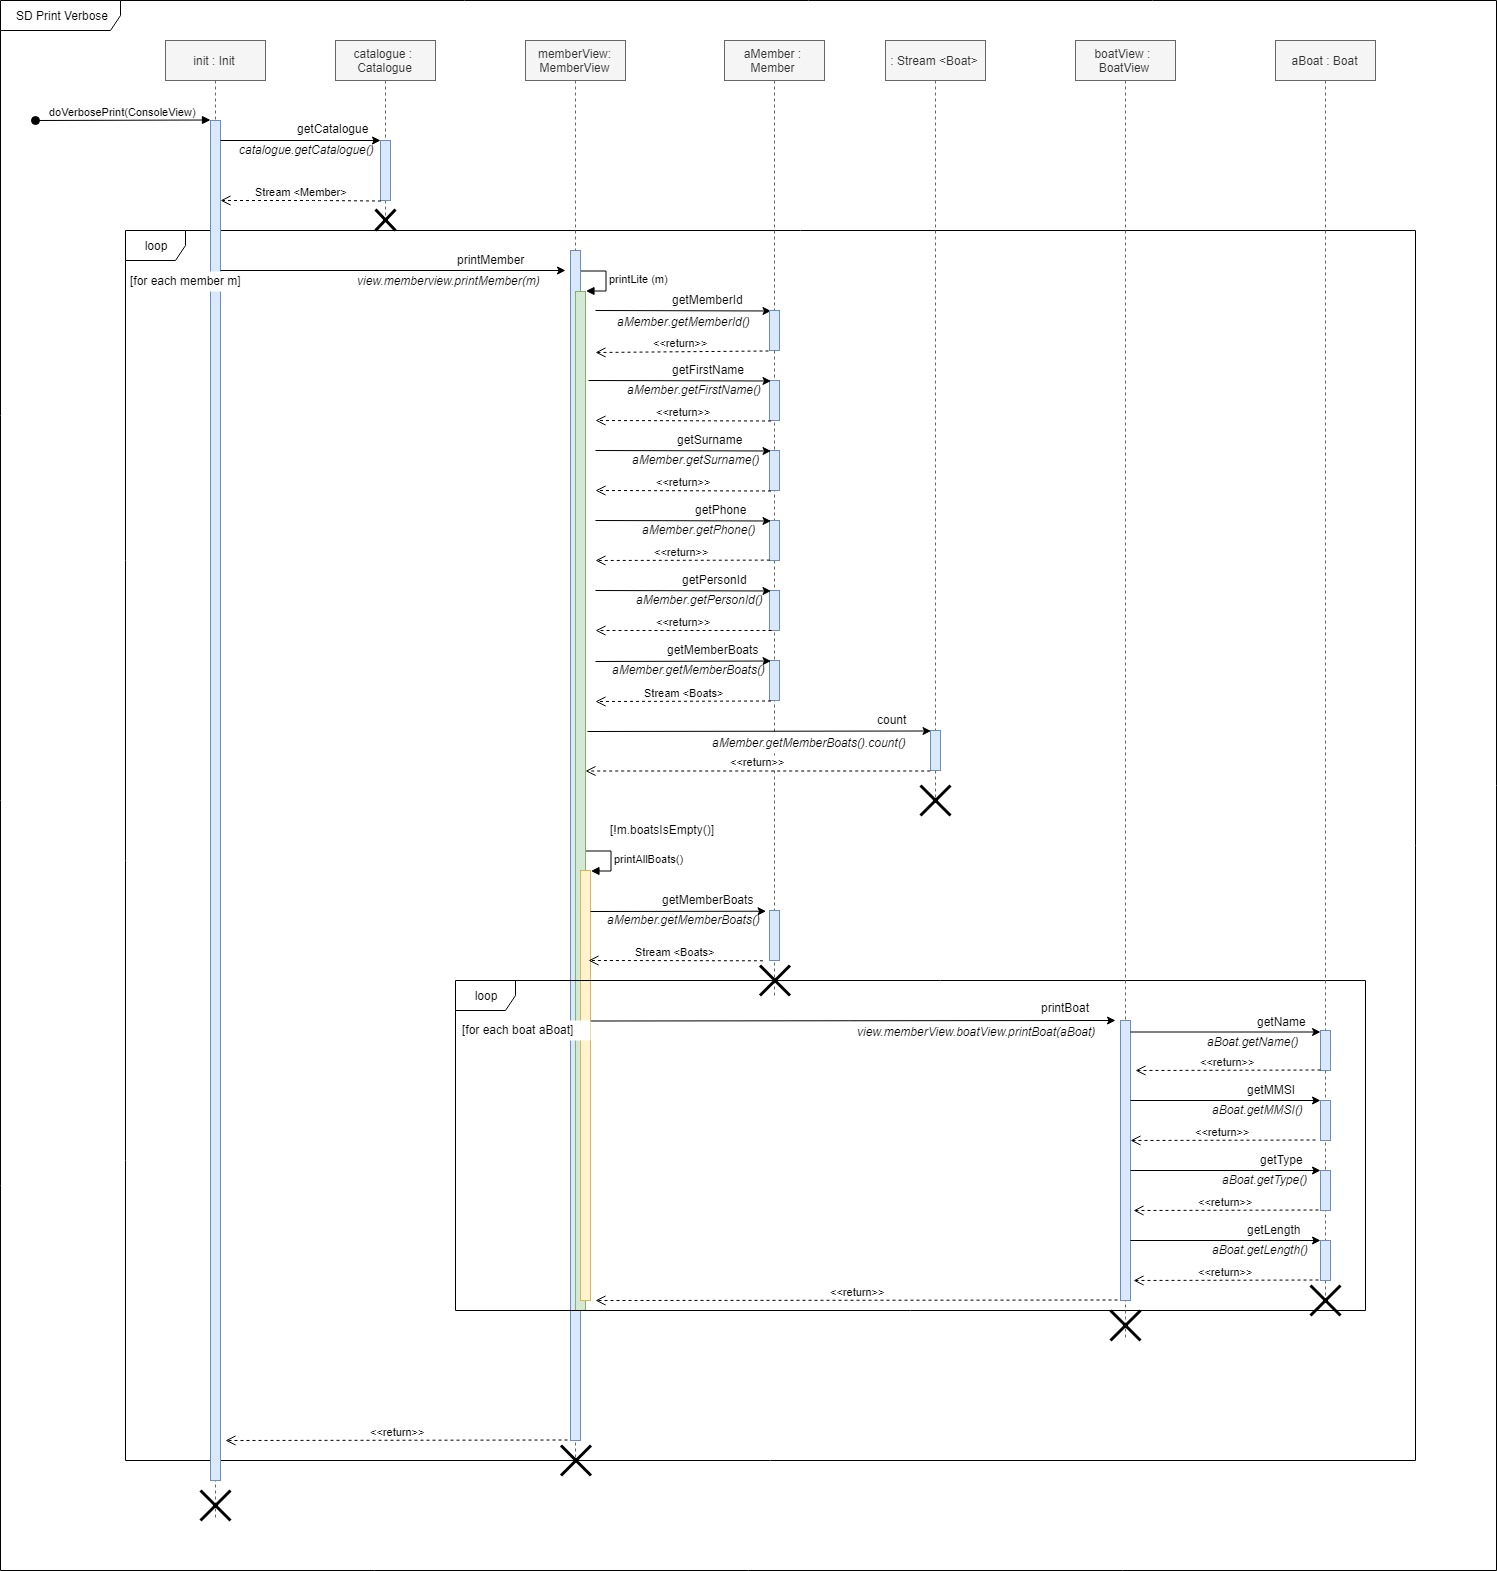 SD Print Verbose
init : Init
catalogue :
Catalogue
memberView:
MemberView
aMember :
Member
: Stream <Boat>
boatView :
BoatView
aBoat : Boat
doVerbosePrint(ConsoleView)
getCatalogue
catalogue.getCatalogue()
Stream <Member>
loop
[for each member m]
printMember
view.memberview.printMember(m)
printLite (m)
getMemberId
aMember.getMemberId()
<<return>>
getFirstName
aMember.getFirstName()
<<return>>
getSurname
aMember.getSurname()
<<return>>
getPhone
aMember.getPhone()
<<return>>
getPersonId
aMember.getPersonId()
<<return>>
getMemberBoats
aMember.getMemberBoats()
Stream <Boats>
count
aMember.getMemberBoats().count()
<<return>>
[!m.boatsIsEmpty()]
printAllBoats()
getMemberBoats
aMember.getMemberBoats()
Stream <Boats>
loop
[for each boat aBoat]
printBoat
view.memberView.boatView.printBoat(aBoat)
getName
aBoat.getName()
<<return>>
getMMSI
aBoat.getMMSI()
<<return>>
getType
aBoat.getType()
<<return>>
getLength
aBoat.getLength()
<<return>>
<<return>>
<<return>>